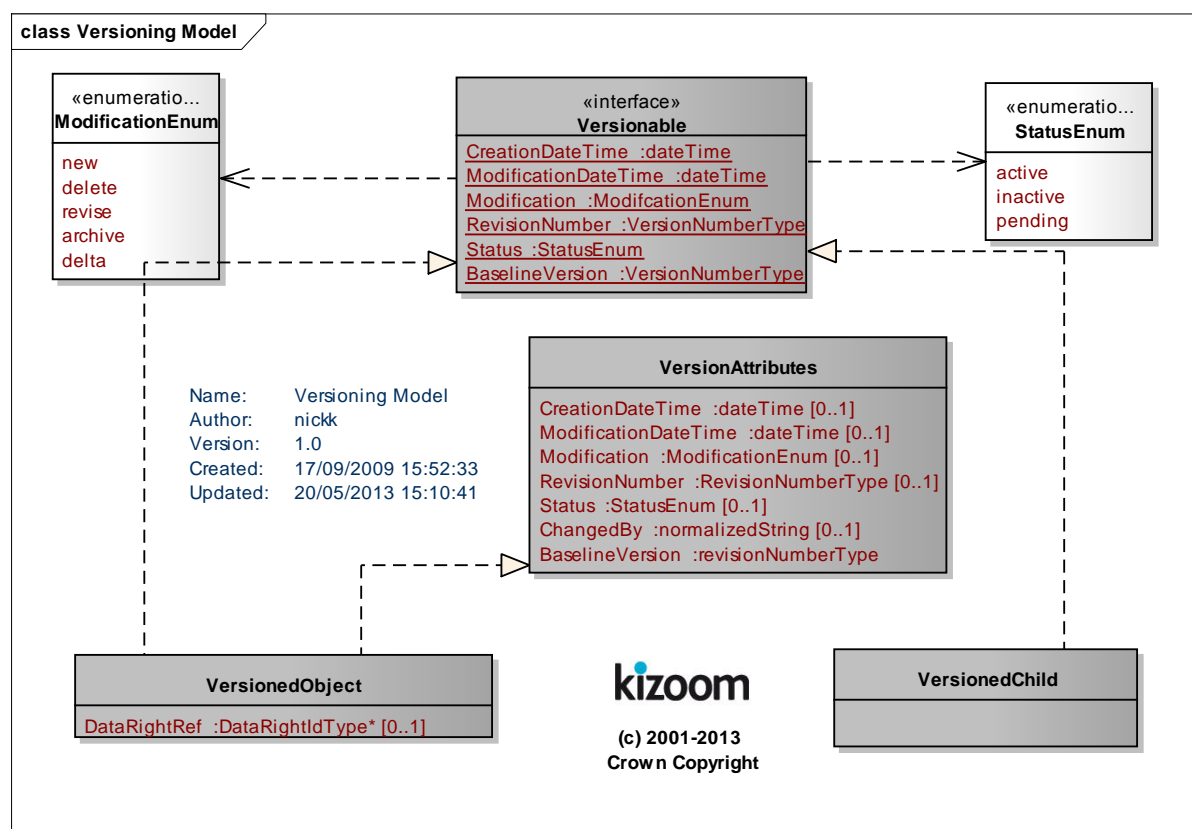 class Versioning Model
«enumeratio...
ModificationEnum
new
delete
revise
archive
delta
«interface»
Versionable
CreationDateTime :dateTime
ModificationDateTime :dateTime
Modification :ModifcationEnum
RevisionNumber :VersionNumberType
Status :StatusEnum
BaselineVersion :VersionNumberType
«enumeratio...
StatusEnum
active
inactive
pending
VersionAttributes
CreationDateTime :dateTime [0..1]
ModificationDateTime :dateTime [0..1]
Modification :ModificationEnum [0..1]
RevisionNumber :RevisionNumberType [0..1]
Status :StatusEnum [0..1]
ChangedBy :normalizedString [0..1]
BaselineVersion :revisionNumberType
Name: Versioning Model
Author: nickk
Version: 1.0
Created: 17/09/2009 15:52:33
Updated: 20/05/2013 15:10:41
VersionedObject
DataRightRef :DataRightIdType* [0..1]
kizoom
(c) 2001-2013
Crown Copyright
VersionedChild